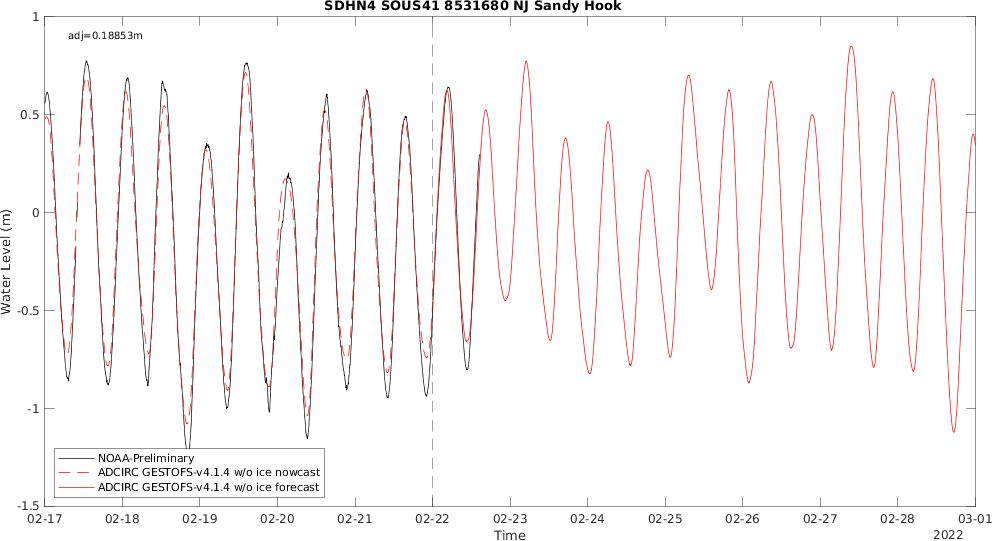 SDHN4 SOUS41 8531680 NJ Sandy Hook
adj=0.18853m
1
0.5
0
-0.5
-1
-1.5
Water Level (m)
NOAA-Preliminary
ADCIRC GESTOFS-v4.1.4 w/o ice nowcast
ADCIRC GESTOFS-v4.1.4 w/o ice forecast
02-17 02-18 02-19 02-20 02-21 02-22 02-23 02-24 02-25 02-26 02-27 02-28 03-01
Time
2022